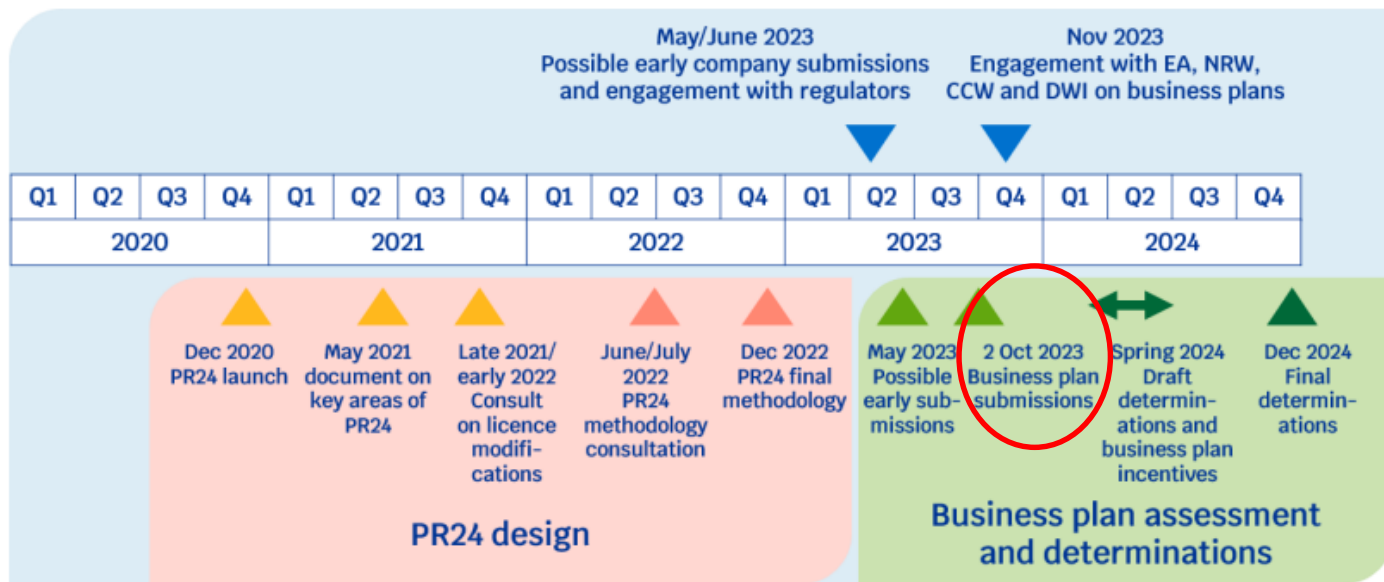 May/June 2023
Possible early company submissions
and engagement with regulators
Nov 2023
Engagement with EA, NRW,
CCW and DWI on business plans
Q1 Q2 Q3 Q4 Q1 Q2 Q3 Q4 Q1 Q2 Q3 Q4 Q1 Q2 Q3 Q4 Q1 Q2 Q3 Q4
2020 2021 2022 2023 2024
Dec 2020
PR24 launch
May 2021
document on
key areas of
PR24
Late 2021/
early 2022
Consult
on licence
modifi-
cations
June/July
2022
PR24
methodology
consultation
Dec 2022
PR24 final
methodology
May 2023
Possible
early sub-
missions
2 Oct 2023
Business plan
submissions
Spring 2024
Draft
determin-
ations and
business plan
incentives
Dec 2024
Final
determin-
ations
PR24 design
Business plan assessment
and determinations